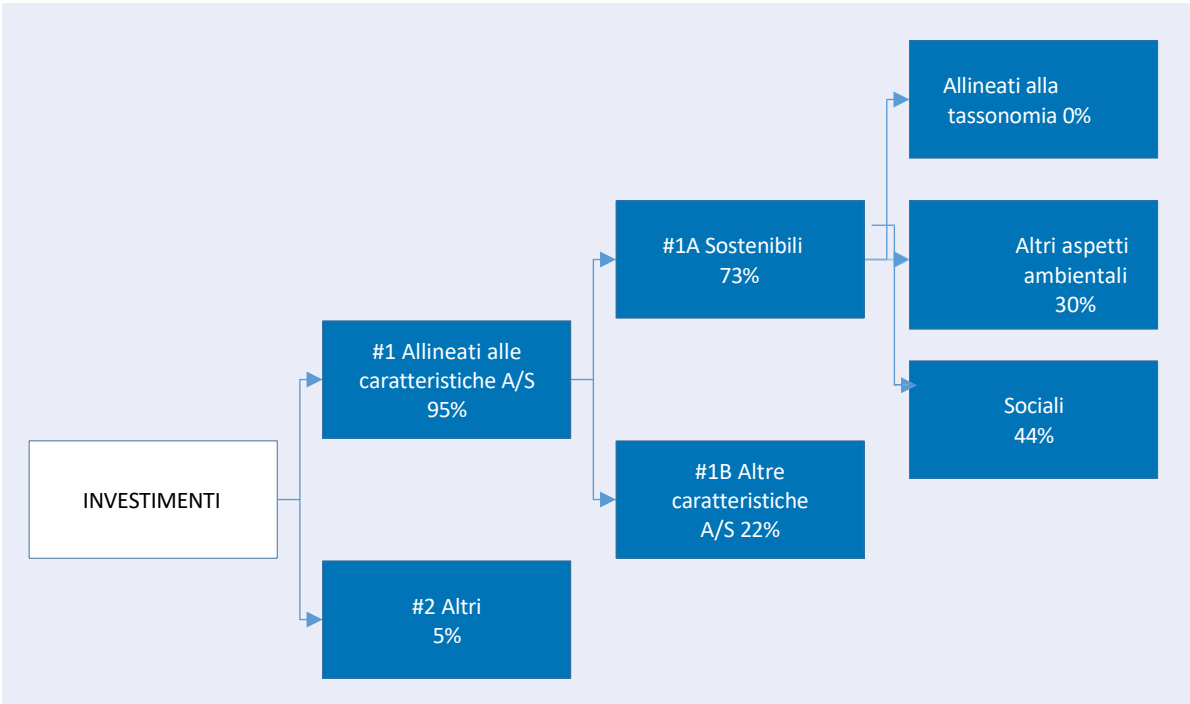 INVESTIMENTI
#1 Allineati alle
caratteristiche A/S
95%
#2 Altri
5%
#1A Sostenibili
73%
#1B Altre
caratteristiche
A/S 22%
Allineati alla
tassonomia 0%
Altri aspetti
ambientali
30%
Sociali
44%